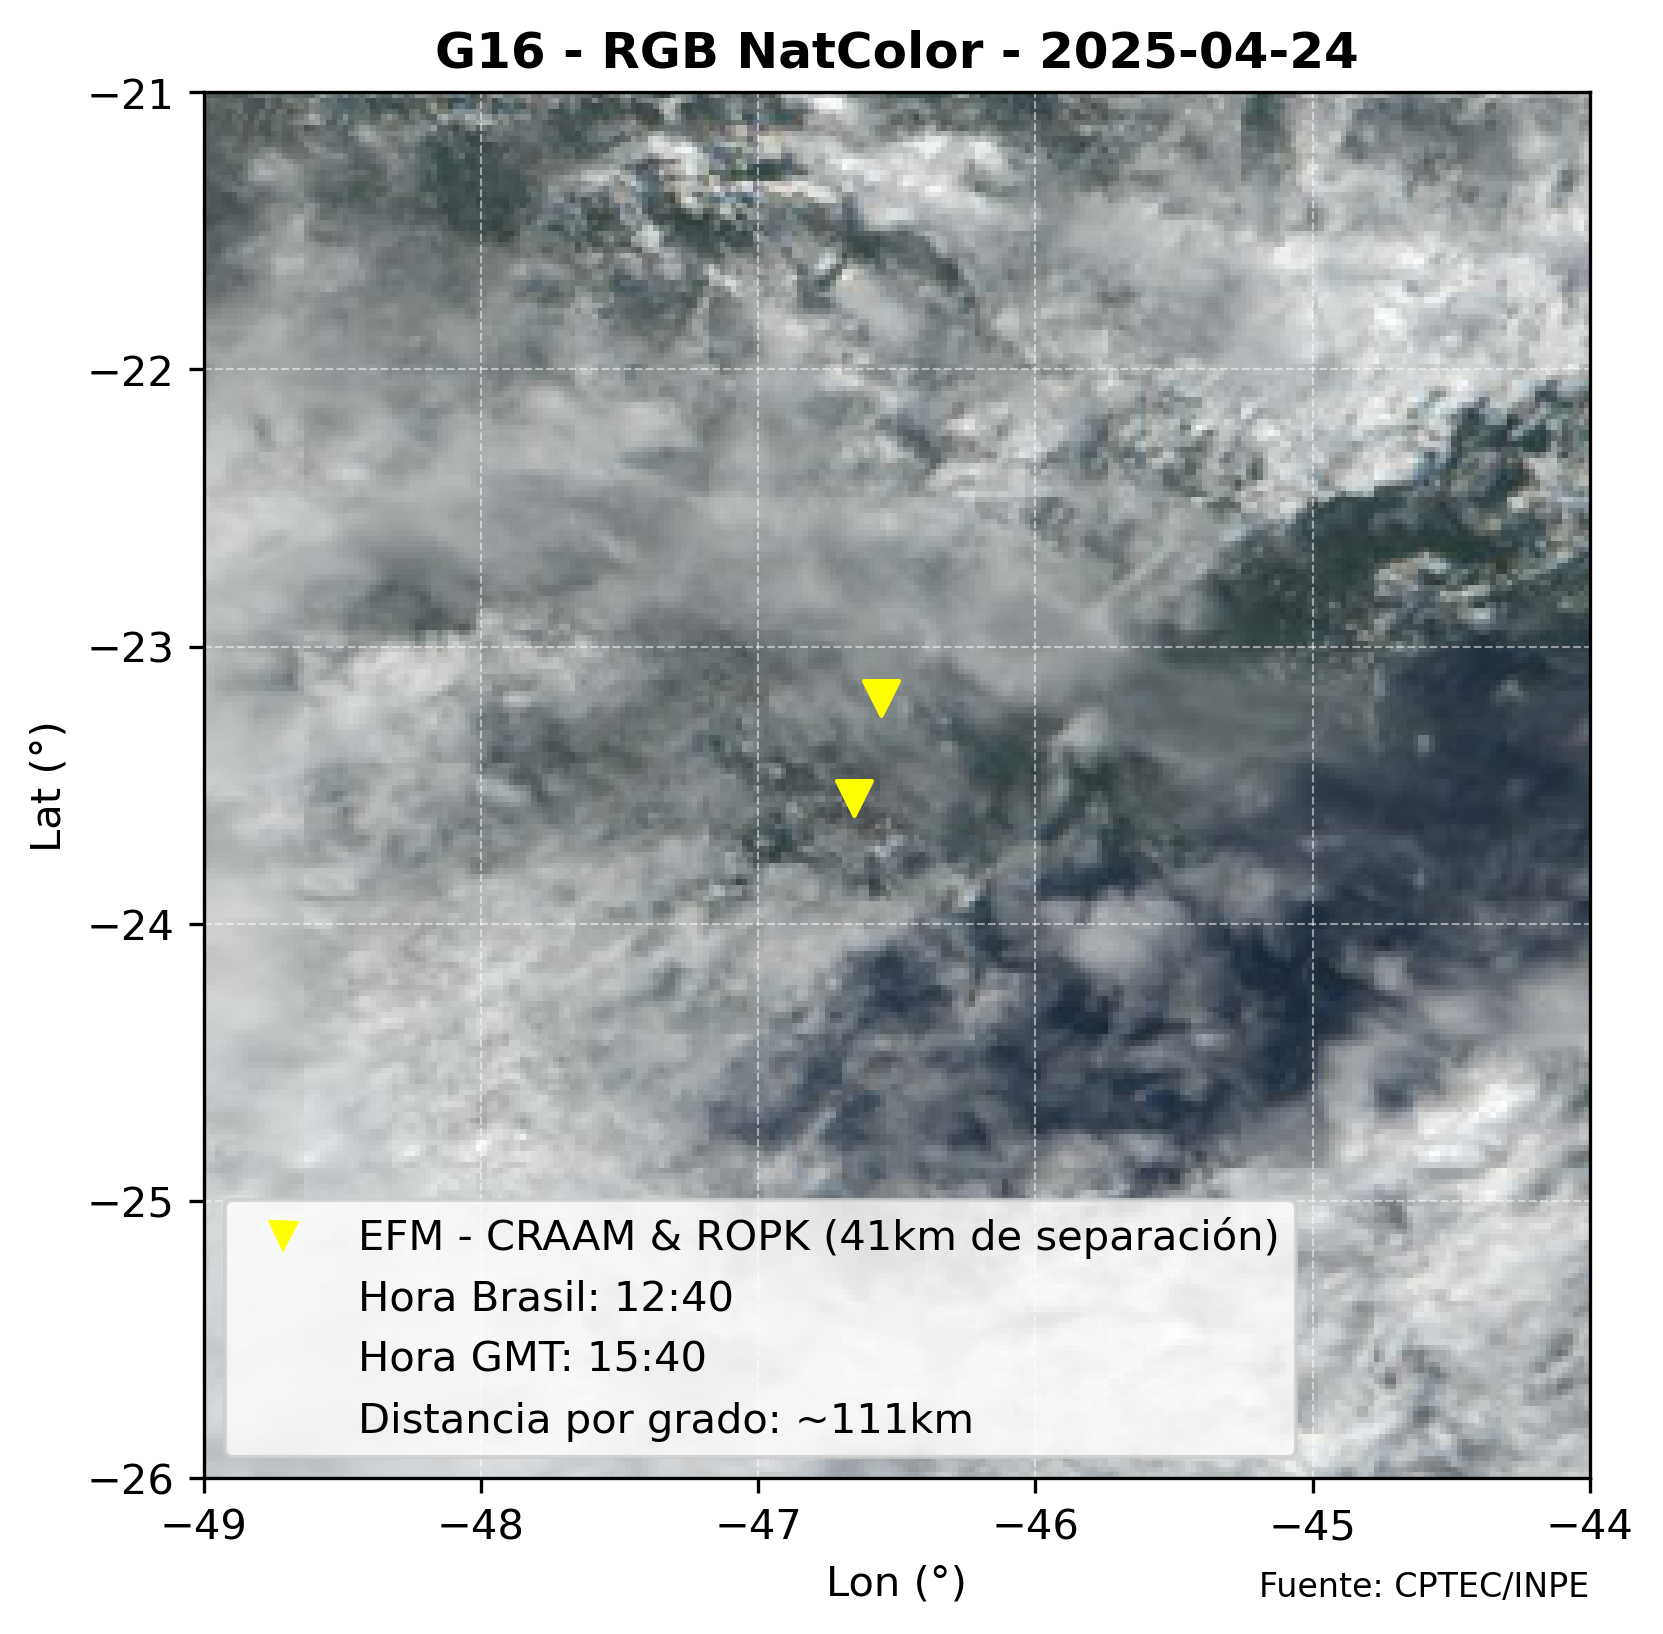 G16 - RGB NatColor - 2025-04-24
−21
−22
−23
−24
−25
−26
Lat (°)
EFM - CRAAM & ROPK (41km de separación)
Hora Brasil: 12:40
Hora GMT: 15:40
Distancia por grado: ~111km
−49 −48 −47 −46 −45 −44
Lon (°)
Fuente: CPTEC/INPE